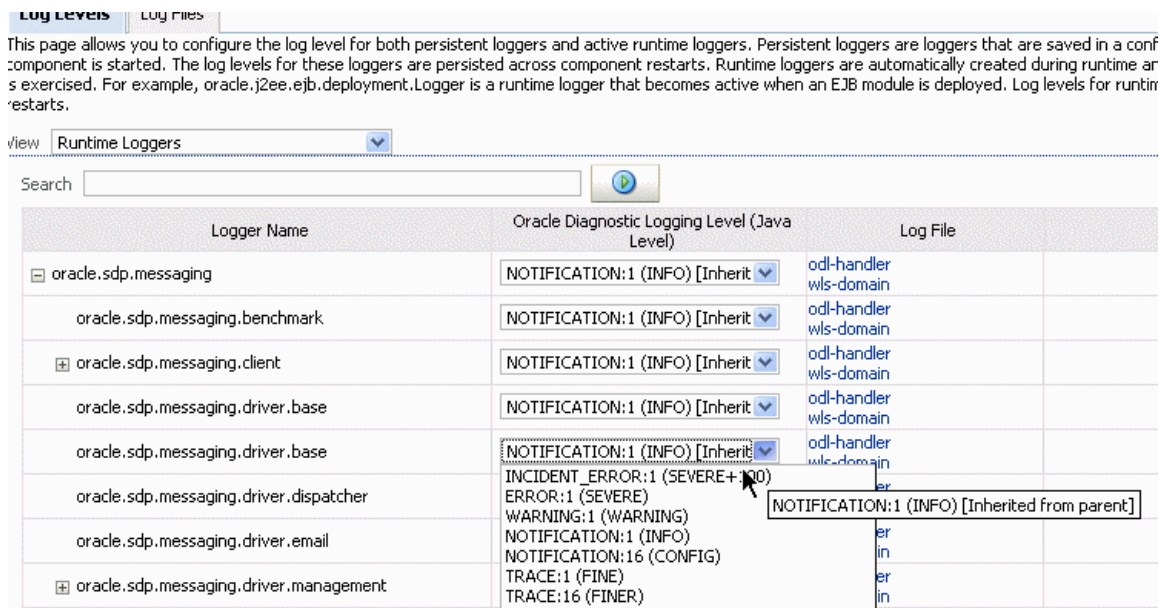 Log Levels Log Files
This page allows you to configure the log level for both persistent loggers and active runtime loggers. Persistent loggers are loggers that are saved in a conf
component is started. The log levels for these loggers are persisted across component restarts. Runtime loggers are automatically created during runtime an
s exercised. For example, oracle.j2ee.ejb.deployment.Logger is a runtime logger that becomes active when an EJB module is deployed. Log levels for runtim
restarts.
View Runtime Loggers
Search
Logger Name Oracle Diagnostic Logging Level (Java Level) Log File
oracle.sdp.messaging NOTIFICATION:1 (INFO) [Inherit odl-handler
wls-domain
oracle.sdp.messaging.benchmark NOTIFICATION:1 (INFO) [Inherit odl-handler
wls-domain
oracle.sdp.messaging.client NOTIFICATION:1 (INFO) [Inherit odl-handler
wls-domain
oracle.sdp.messaging.driver.base NOTIFICATION:1 (INFO) [Inherit odl-handler
wls-domain
oracle.sdp.messaging.driver.base NOTIFICATION:1 (INFO) [Inherit odl-handler
wls-domain
INCIDENT_ERROR:1 (SEVERE+100)
oracle.sdp.messaging.driver.dispatcher ERROR:1 (SEVERE) er
NOTIFICATION:1 (INFO) [Inherited from parent]
WARNING:1 (WARNING)
oracle.sdp.messaging.driver.email NOTIFICATION:1 (INFO) er
NOTIFICATION:16 (CONFIG) in
oracle.sdp.messaging.driver.management TRACE:1 (FINE) er
TRACE:16 (FINER) in